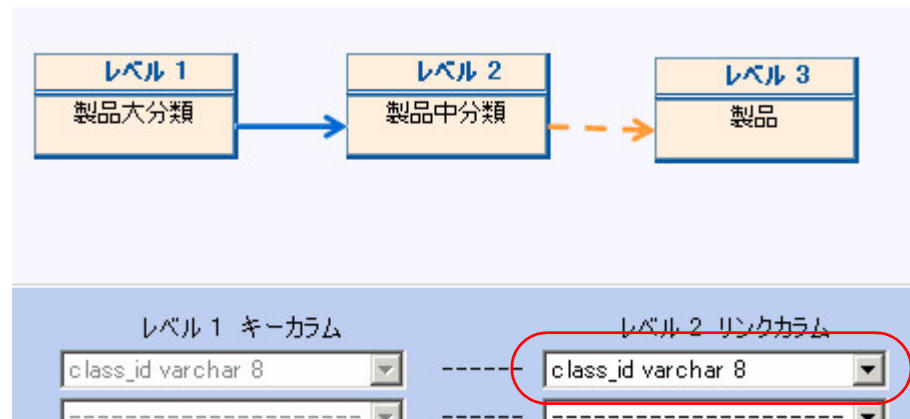 レベル 1
レベル 2
レベル 3
製品大分類
製品中分類
製品
レベル 1 キーカラム
レベル 2 リンクカラム
class_id varchar 8
------
class_id varchar 8
--------------------
------
--------------------